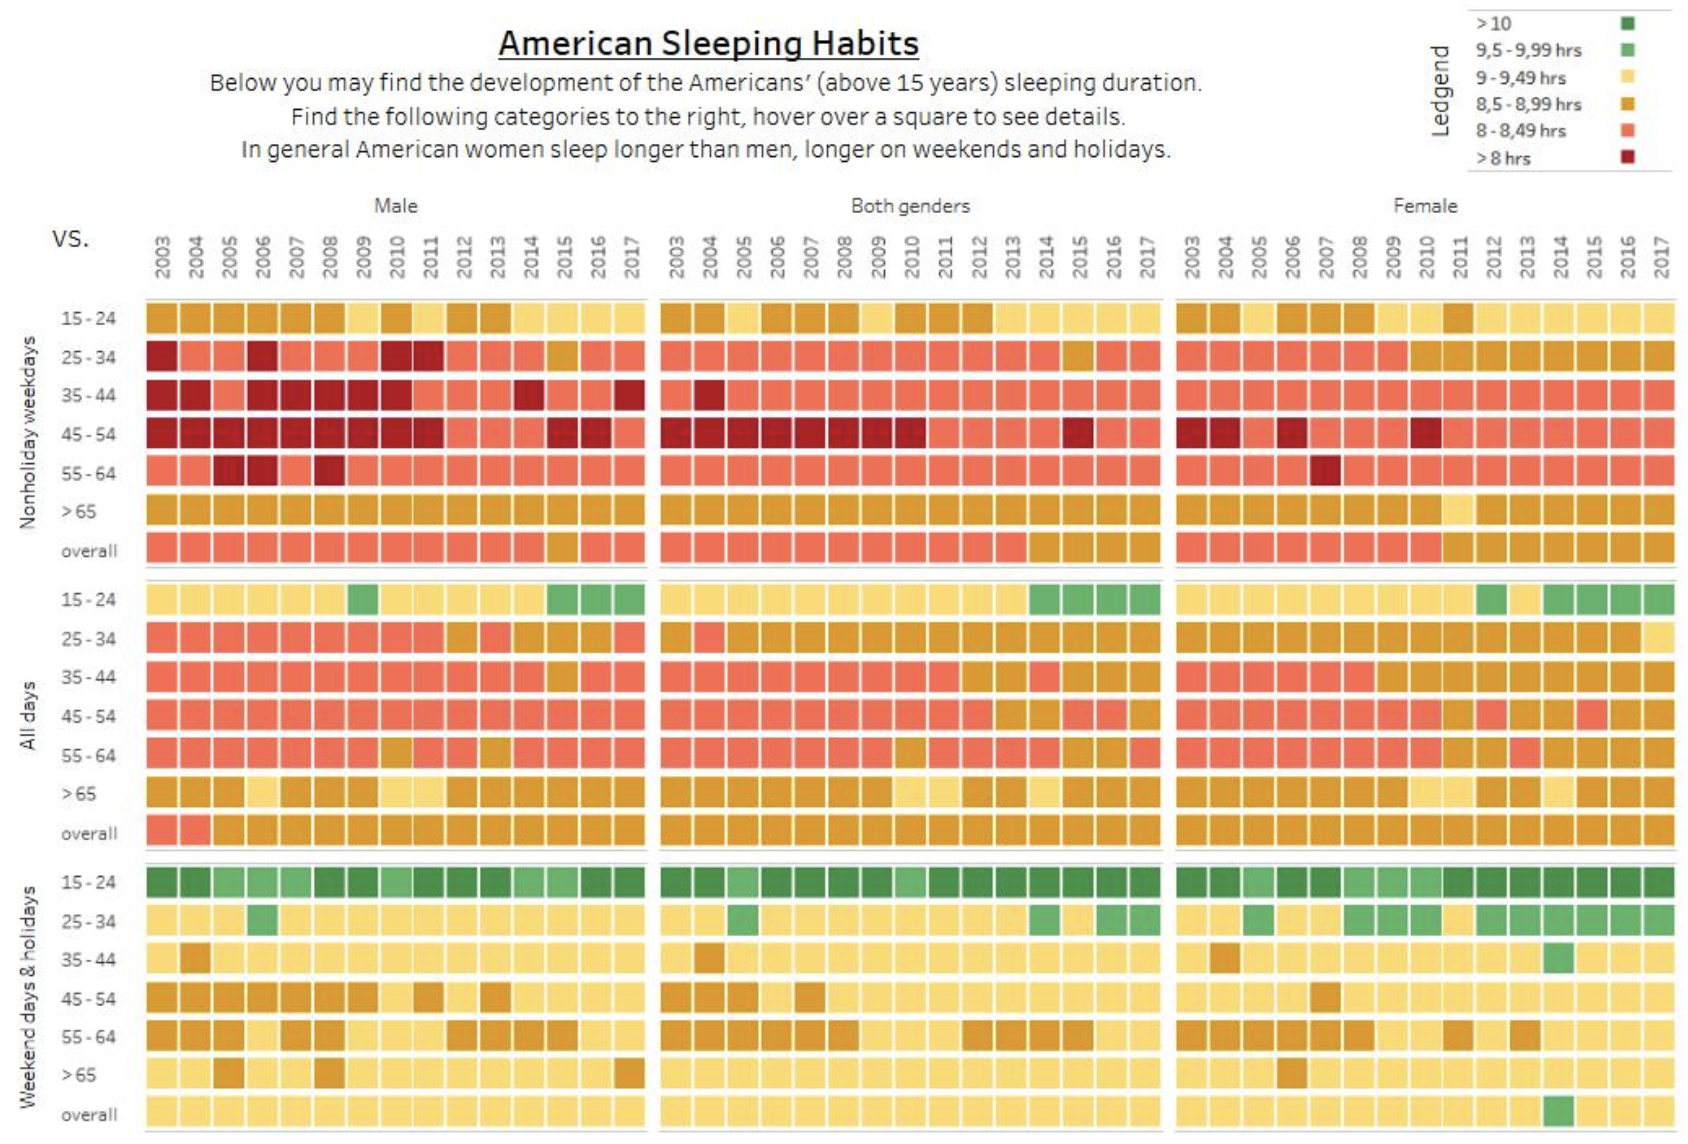 American Sleeping Habits
Below you may find the development of the Americans' (above 15 years) sleeping duration.
Find the following categories to the right, hover over a square to see details.
In general American women sleep longer than men, longer on weekends and holidays.
Ledgend
> 10
9,5 - 9,99 hrs
9 - 9,49 hrs
8,5 - 8,99 hrs
8 - 8,49 hrs
> 8 hrs
Male Both genders Female
vs.
2003 2004 2005 2006 2007 2008 2009 2010 2011 2012 2013 2014 2015 2016 2017 2003 2004 2005 2006 2007 2008 2009 2010 2011 2012 2013 2014 2015 2016 2017 2003 2004 2005 2006 2007 2008 2009 2010 2011 2012 2013 2014 2015 2016 2017
Nonholiday weekdays
15 - 24
25 - 34
35 - 44
45 - 54
55 - 64
> 65
overall
All days
15 - 24
25 - 34
35 - 44
45 - 54
55 - 64
> 65
overall
Weekend days & holidays
15 - 24
25 - 34
35 - 44
45 - 54
55 - 64
> 65
overall